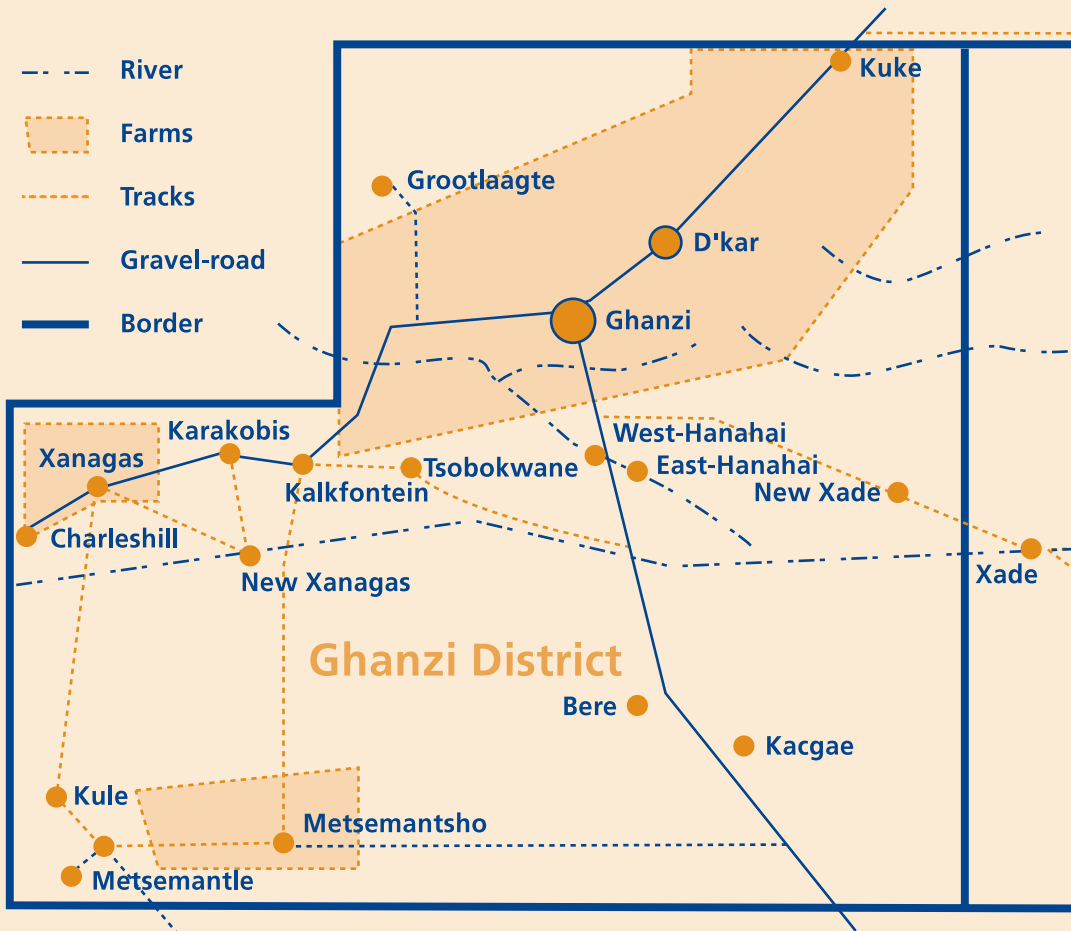 River
Farms
Tracks
Gravel-road
Border
Kuke
Grootlaagte
D'kar
Ghanzi
Karakobis
West-Hanahai
Xanagas
Tsobokwane
East-Hanahai
Kalkfontein
New Xade
Charleshill
New Xanagas
Xade
Ghanzi District
Bere
Kacgae
Kule
Metsemantsho
Metsemantle